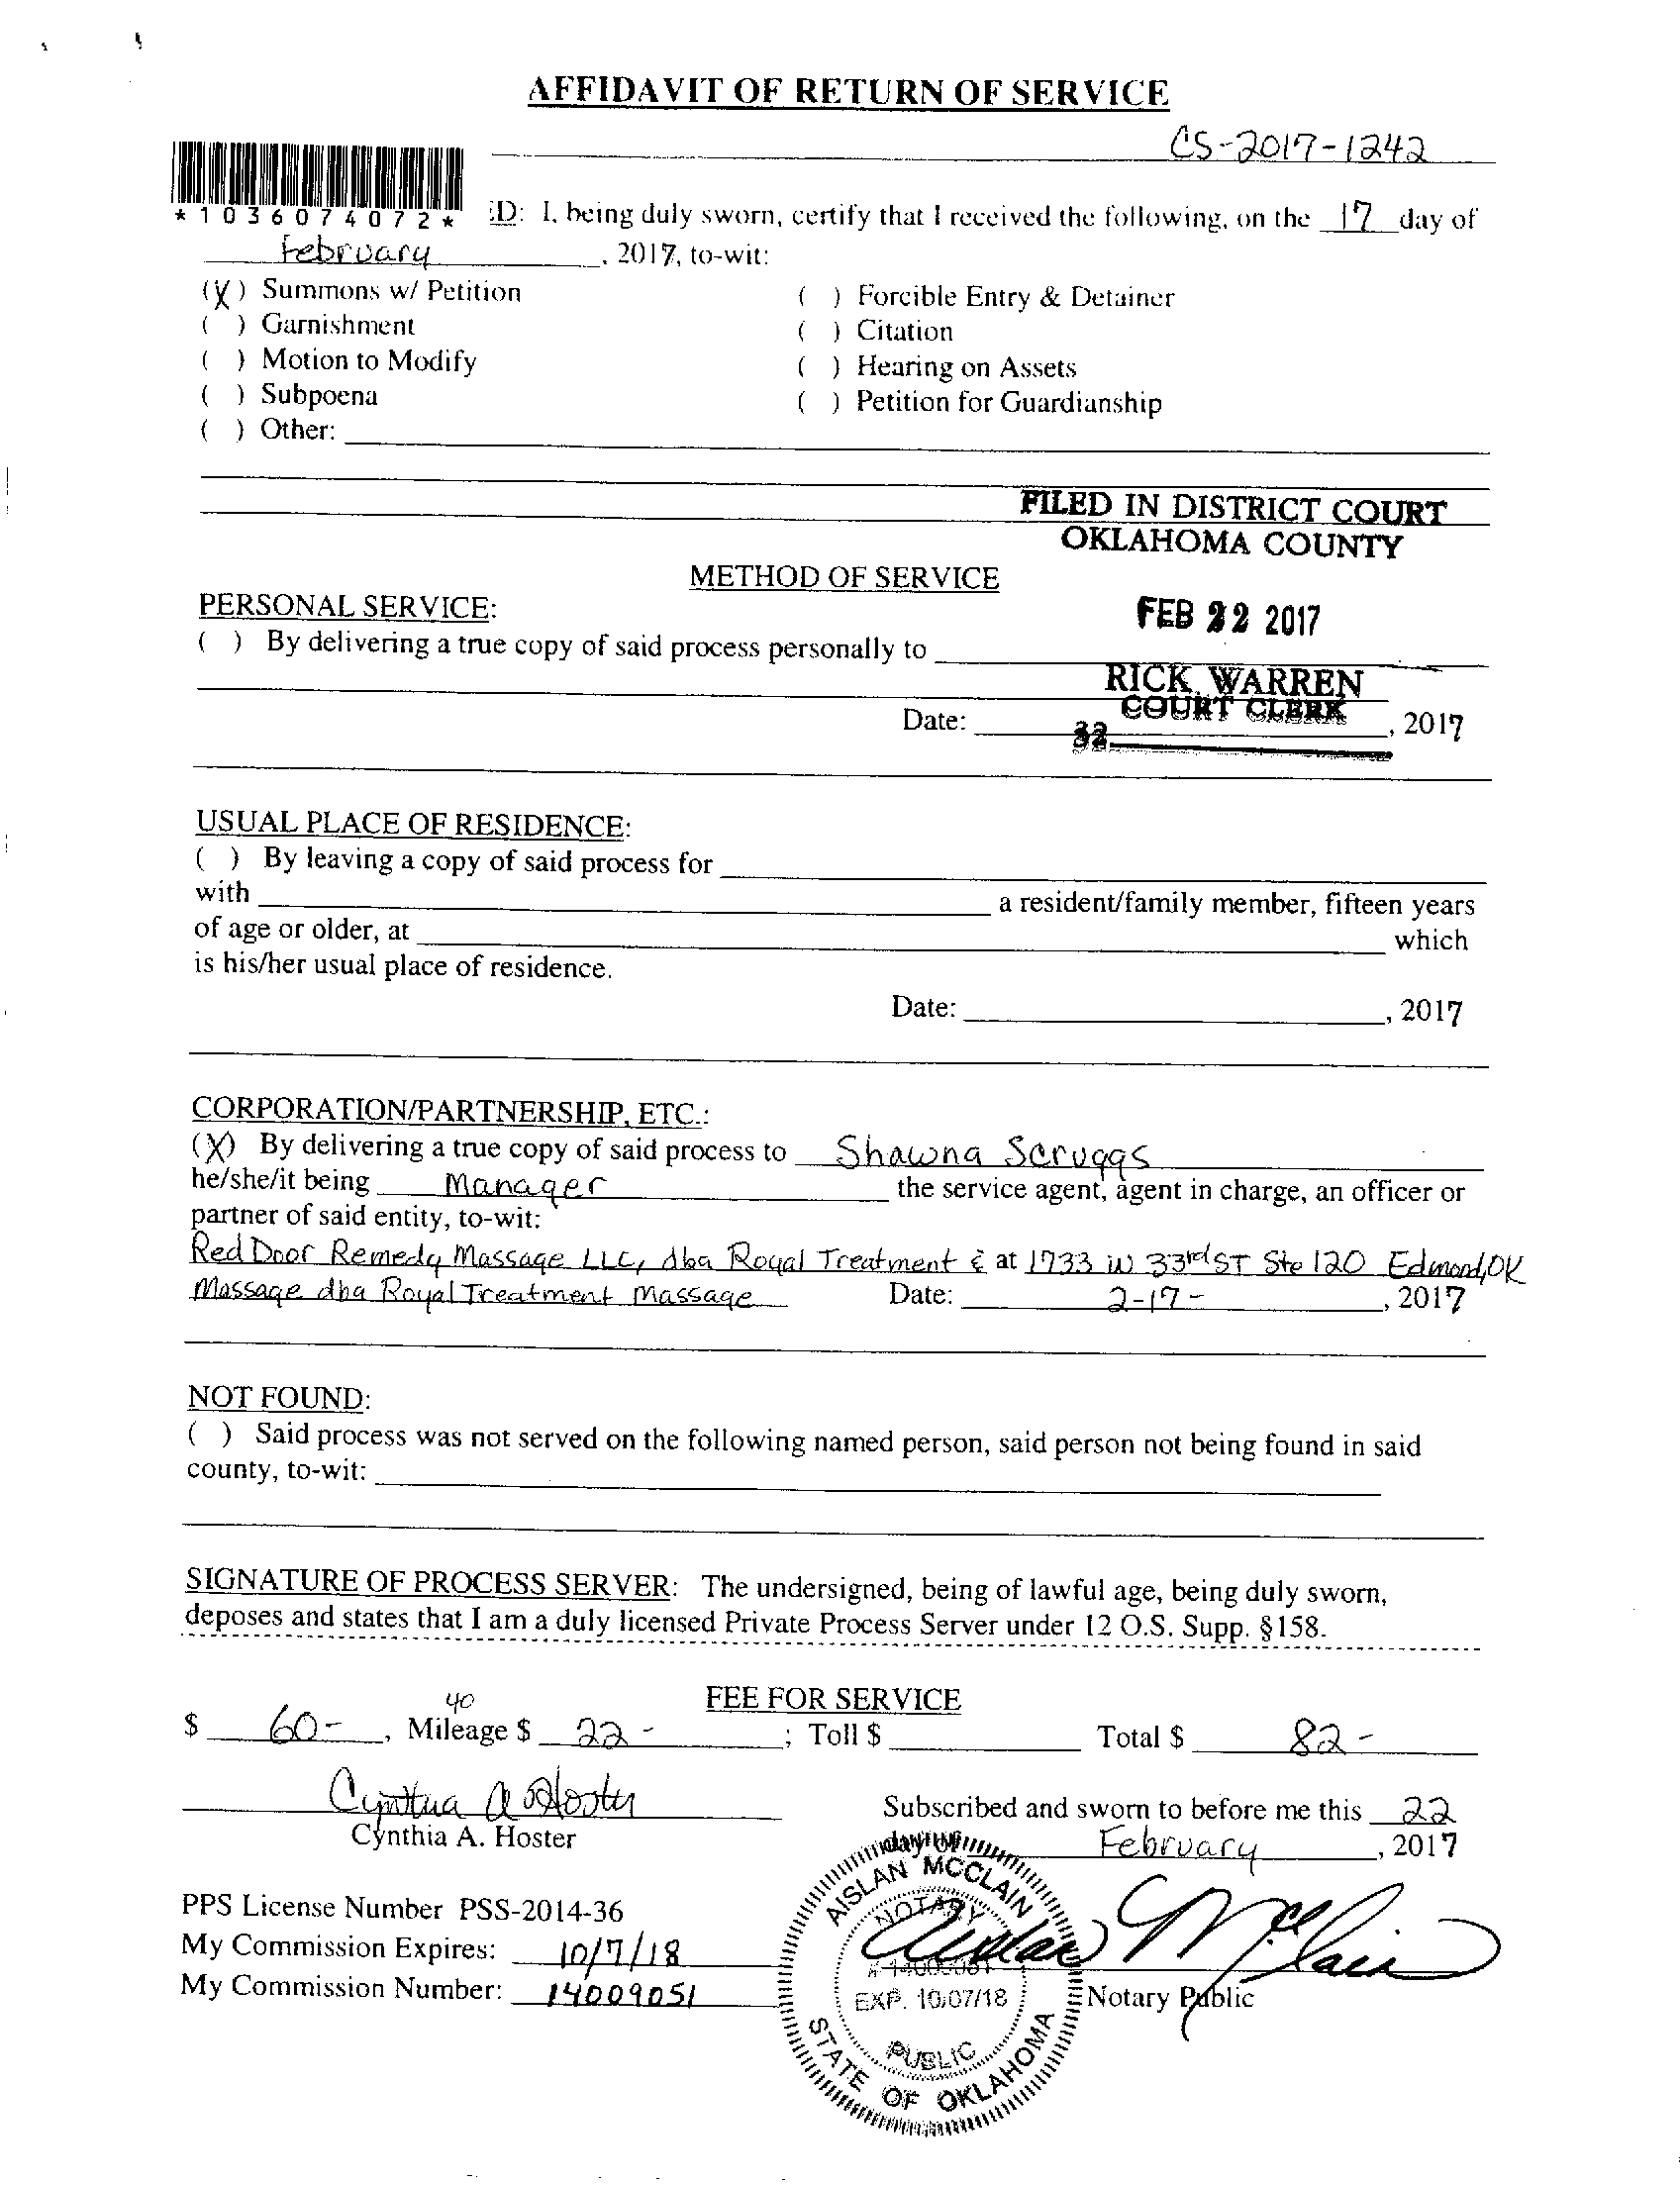 AFFIDAVIT OF RETURN OF SERVICE
CS-2017-1242
*1036074072* ED: I, being duly sworn, certify that I received the following, on the 17 day of
February, 2017, to-wit:
(X) Summons w/ Petition
( ) Forcible Entry & Detainer
( ) Garnishment
( ) Citation
( ) Motion to Modify
( ) Hearing on Assets
( ) Subpoena
( ) Petition for Guardianship
( ) Other:
FILED IN DISTRICT COURT
OKLAHOMA COUNTY
METHOD OF SERVICE
PERSONAL SERVICE:
FEB 22 2017
( ) By delivering a true copy of said process personally to
RICK WARREN
COURT CLERK
Date: , 2017
32
USUAL PLACE OF RESIDENCE:
( ) By leaving a copy of said process for
with a resident/family member, fifteen years
of age or older, at which
is his/her usual place of residence.
Date: , 2017
CORPORATION/PARTNERSHIP, ETC.:
(X) By delivering a true copy of said process to Shawna Scruggs
he/she/it being Manager the service agent, agent in charge, an officer or
partner of said entity, to-wit:
Red Door Remedy Massage LLC, dba Royal Treatment & at 1733 W 33rd ST Ste 120 Edmond, OK
Massage dba Royal Treatment Massage Date: 2-17-, 2017
NOT FOUND:
( ) Said process was not served on the following named person, said person not being found in said
county, to-wit:
SIGNATURE OF PROCESS SERVER: The undersigned, being of lawful age, being duly sworn,
deposes and states that I am a duly licensed Private Process Server under 12 O.S. Supp. §158.
FEE FOR SERVICE
40
$ 60-, Mileage $ 22-; Toll $ Total $ 82-
Cynthia A Hoster
Cynthia A. Hoster
Subscribed and sworn to before me this 22
day of February, 2017
PPS License Number PSS-2014-36
My Commission Expires: 10/7/18
My Commission Number: 14009051
Aislan McClain
Notary Public
AISLAN MCCLAIN
NOTARY
# 14009051
EXP. 10/07/18
PUBLIC
STATE OF OKLAHOMA